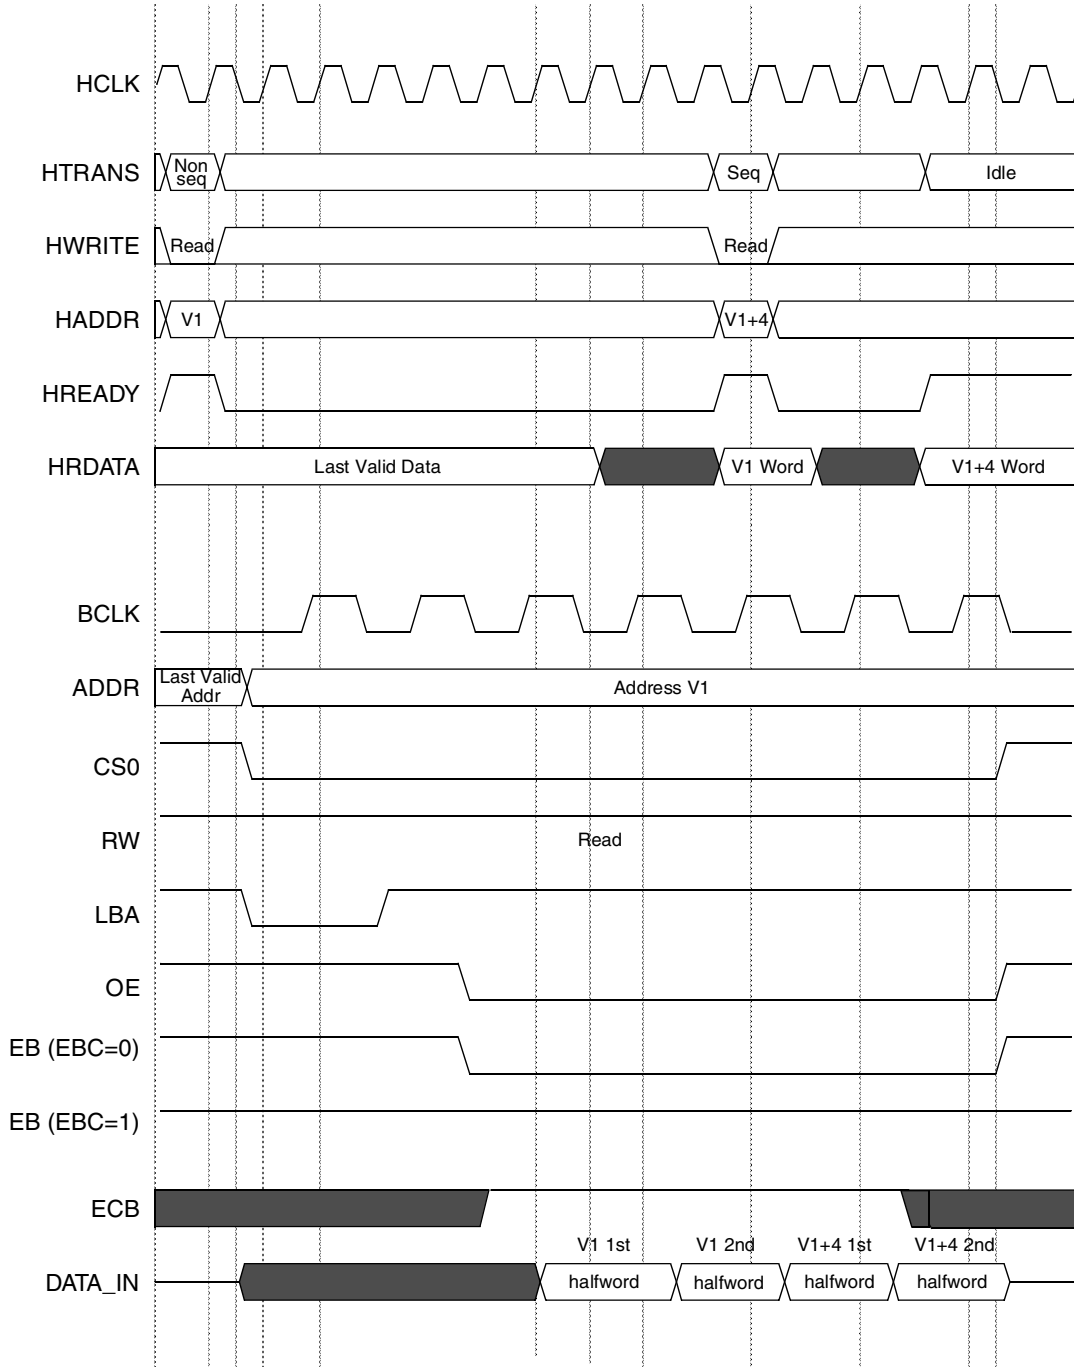 HCLK
HTRANS
Non
seq
Seq
Idle
HWRITE
Read
Read
HADDR
V1
V1+4
HREADY
HRDATA
Last Valid Data
V1 Word
V1+4 Word
BCLK
ADDR
Last Valid
Addr
Address V1
CS0
RW
Read
LBA
OE
EB (EBC=0)
EB (EBC=1)
ECB
V1 1st
V1 2nd
V1+4 1st
V1+4 2nd
DATA_IN
halfword
halfword
halfword
halfword